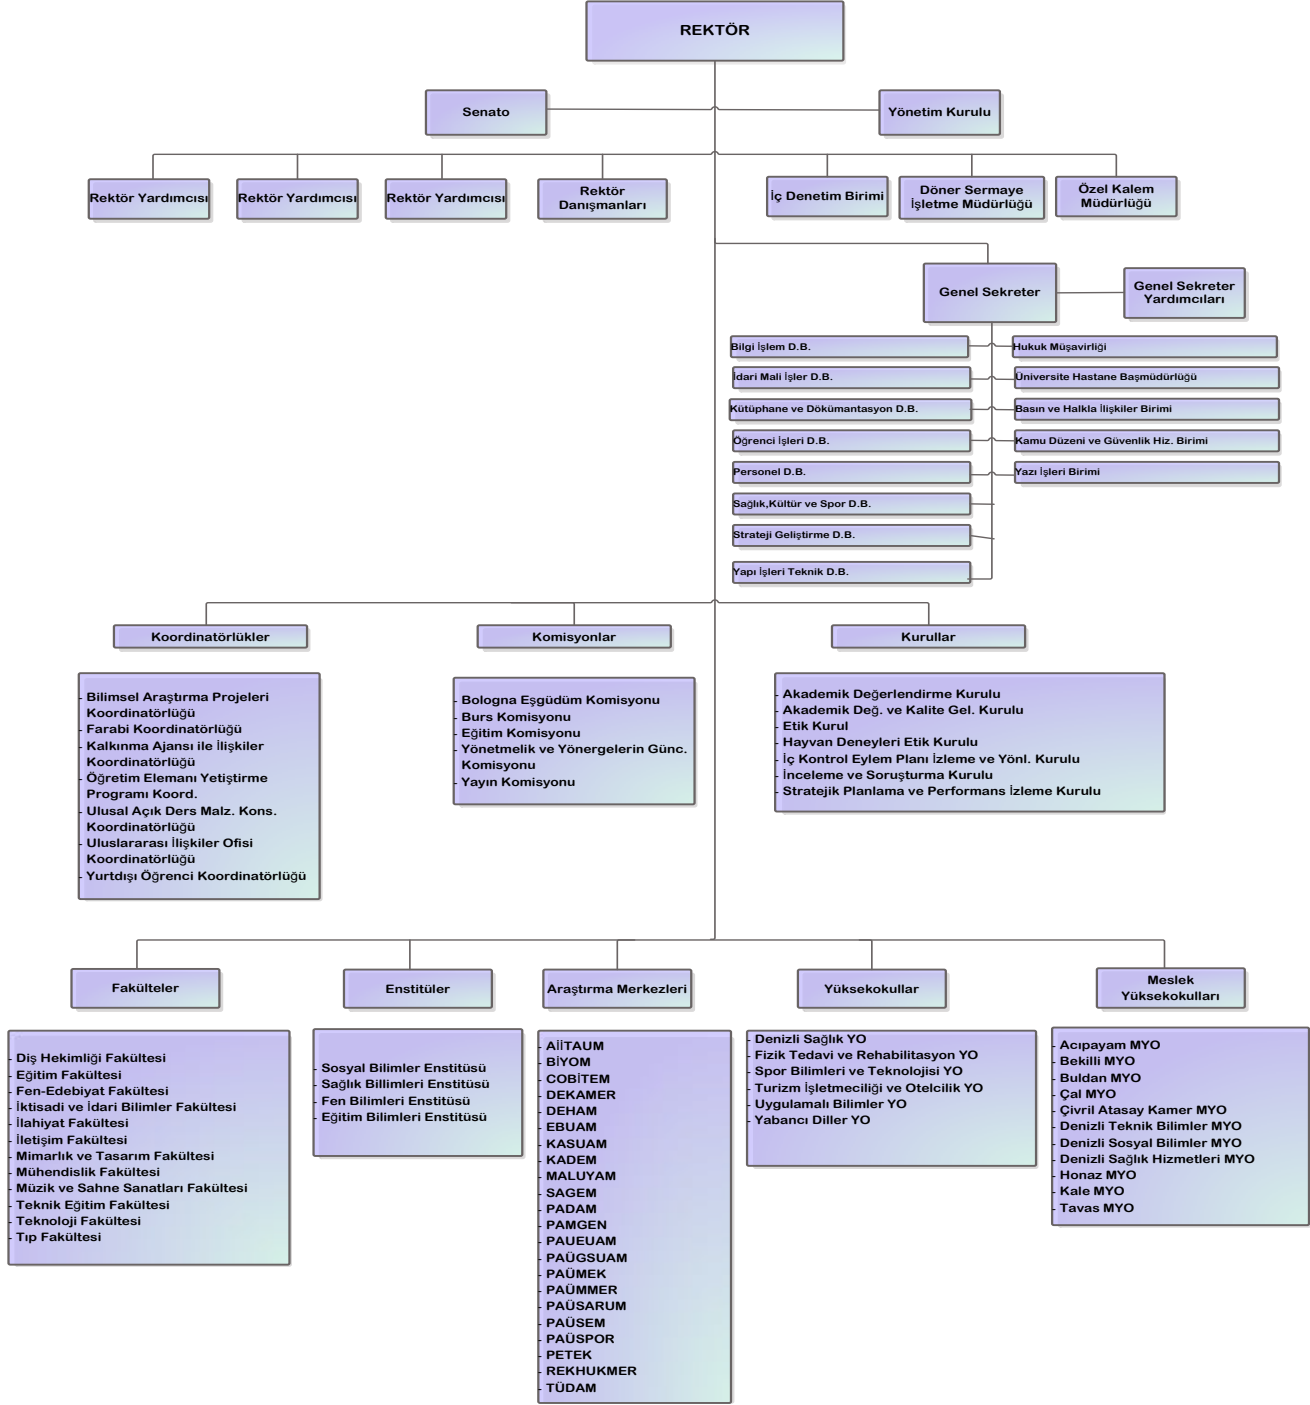 REKTÖR
Senato
Yönetim Kurulu
Rektör Yardımcısı
Rektör Yardımcısı
Rektör Yardımcısı
Rektör
Danışmanları
İç Denetim Birimi
Döner Sermaye
İşletme Müdürlüğü
Özel Kalem
Müdürlüğü
Genel Sekreter
Genel Sekreter
Yardımcıları
Bilgi İşlem D.B.
İdari Mali İşler D.B.
Kütüphane ve Dökümantasyon D.B.
Öğrenci İşleri D.B.
Personel D.B.
Sağlık,Kültür ve Spor D.B.
Strateji Geliştirme D.B.
Yapı İşleri Teknik D.B.
Hukuk Müşavirliği
Üniversite Hastane Başmüdürlüğü
Basın ve Halkla İlişkiler Birimi
Kamu Düzeni ve Güvenlik Hiz. Birimi
Yazı İşleri Birimi
Koordinatörlükler
- Bilimsel Araştırma Projeleri
Koordinatörlüğü
- Farabi Koordinatörlüğü
- Kalkınma Ajansı ile İlişkiler
Koordinatörlüğü
- Öğretim Elemanı Yetiştirme
Programı Koord.
- Ulusal Açık Ders Malz. Kons.
Koordinatörlüğü
- Uluslararası İlişkiler Ofisi
Koordinatörlüğü
- Yurtdışı Öğrenci Koordinatörlüğü
Komisyonlar
- Bologna Eşgüdüm Komisyonu
- Burs Komisyonu
- Eğitim Komisyonu
- Yönetmelik ve Yönergelerin Günc.
Komisyonu
- Yayın Komisyonu
Kurullar
- Akademik Değerlendirme Kurulu
- Akademik Değ. ve Kalite Gel. Kurulu
- Etik Kurul
- Hayvan Deneyleri Etik Kurulu
- İç Kontrol Eylem Planı İzleme ve Yönl. Kurulu
- İnceleme ve Soruşturma Kurulu
- Stratejik Planlama ve Performans İzleme Kurulu
Fakülteler
- Diş Hekimliği Fakültesi
- Eğitim Fakültesi
- Fen-Edebiyat Fakültesi
- İktisadi ve İdari Bilimler Fakültesi
- İlahiyat Fakültesi
- İletişim Fakültesi
- Mimarlık ve Tasarım Fakültesi
- Mühendislik Fakültesi
- Müzik ve Sahne Sanatları Fakültesi
- Teknik Eğitim Fakültesi
- Teknoloji Fakültesi
- Tıp Fakültesi
Enstitüler
- Sosyal Bilimler Enstitüsü
- Sağlık Billimleri Enstitüsü
- Fen Bilimleri Enstitüsü
- Eğitim Bilimleri Enstitüsü
Araştırma Merkezleri
- AİİTAUM
- BİYOM
- COBİTEM
- DEKAMER
- DEHAM
- EBUAM
- KASUAM
- KADEM
- MALUYAM
- SAGEM
- PADAM
- PAMGEN
- PAUEUAM
- PAÜGSUAM
- PAÜMEK
- PAÜMMER
- PAÜSARUM
- PAÜSEM
- PAÜSPOR
- PETEK
- REKHUKMER
- TÜDAM
Yüksekokullar
- Denizli Sağlık YO
- Fizik Tedavi ve Rehabilitasyon YO
- Spor Bilimleri ve Teknolojisi YO
- Turizm İşletmeciliği ve Otelcilik YO
- Uygulamalı Bilimler YO
- Yabancı Diller YO
Meslek
Yüksekokulları
- Acıpayam MYO
- Bekilli MYO
- Buldan MYO
- Çal MYO
- Çivril Atasay Kamer MYO
- Denizli Teknik Bilimler MYO
- Denizli Sosyal Bilimler MYO
- Denizli Sağlık Hizmetleri MYO
- Honaz MYO
- Kale MYO
- Tavas MYO